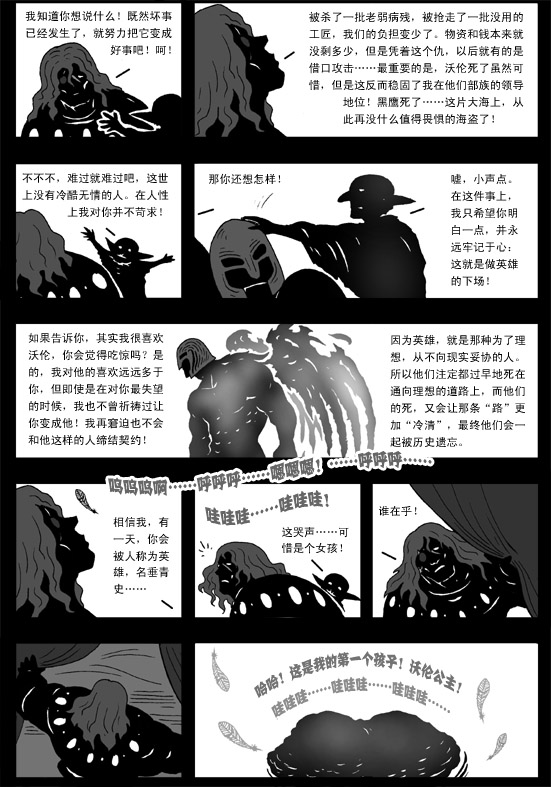 我知道你想说什么！既然坏事
已经发生了，就努力把它变成
好事吧！呵！
被杀了一批老弱病残，被抢走了一批没用的
工匠，我们的负担变少了。物资和钱本来就
没剩多少，但是凭着这个仇，以后就有的是
借口攻击……最重要的是，沃伦死了虽然可
惜，但是这反而稳固了我在他们部族的领导
地位！黑鹰死了……这片大海上，从
此再没什么值得畏惧的海盗了！
不不不，难过就难过吧，这世
上没有冷酷无情的人。在人性
上我对你并不苛求！
那你还想怎样！
嘘，小声点。
在这件事上，
我只希望你明
白一点，并永
远牢记于心：
这就是做英雄
的下场！
如果告诉你，其实我很喜欢
沃伦，你会觉得吃惊吗？是
的，我对他的喜欢远远多于
你，但即使是在对你最失望
的时候，我也不曾祈祷过让
你变成他！我再窘迫也不会
和他这样的人缔结契约！
因为英雄，就是那种为了理
想，从不向现实妥协的人。
所以他们注定都过早地死在
通向理想的道路上，而他们
的死，又会让那条“路”更
加“冷清”，最终他们会一
起被历史遗忘。
呜呜呜啊……呼呼呼……嗯嗯嗯！……呼呼呼……
哇哇哇……哇哇哇！
相信我，有
一天，你会
被人称为英
雄，名垂青
史……
这哭声……可
惜是个女孩！
谁在乎！
哈哈！这是我的第一个孩子！沃伦公主！
哇哇哇……哇哇哇……哇哇哇……